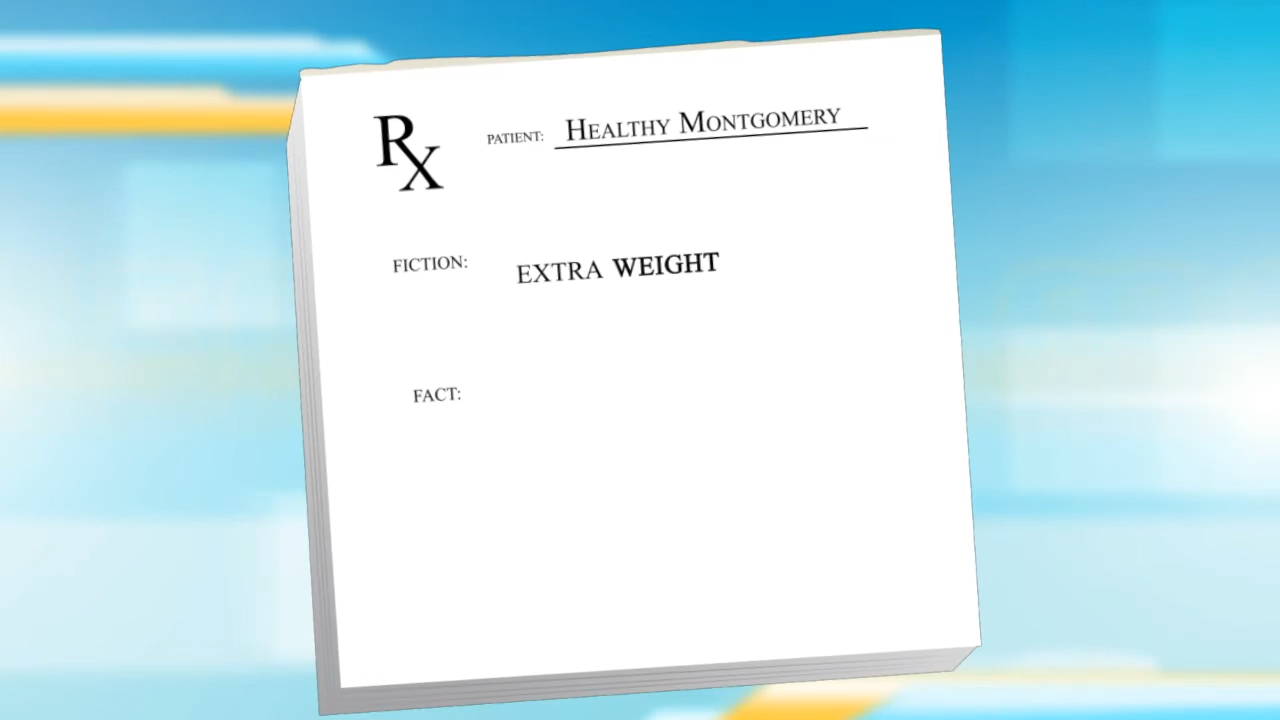 Rx
PATIENT: HEALTHY MONTGOMERY
FICTION: EXTRA WEIGHT
FACT: